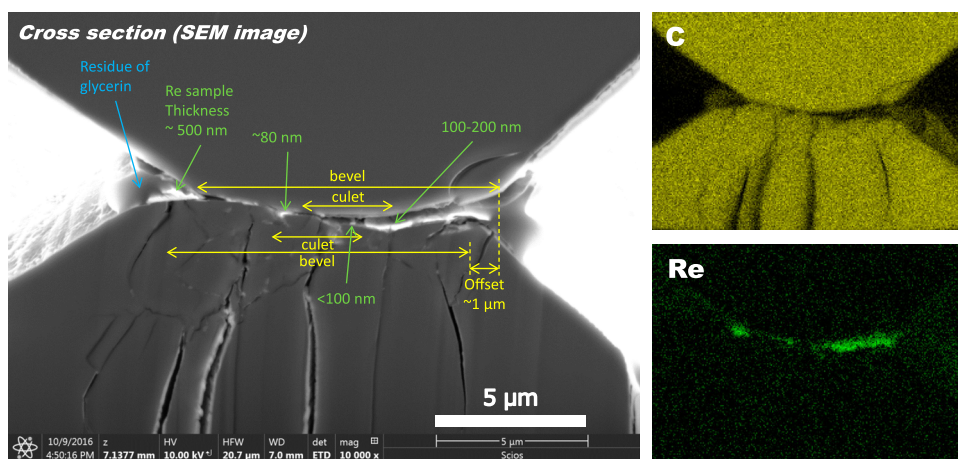 Cross section (SEM image)
Residue of
glycerin
Re sample
Thickness
~ 500 nm
~80 nm
100-200 nm
bevel
culet
culet
bevel
<100 nm
Offset
~1 µm
5 µm
10/9/2016
4:50:16 PM
z
7.1377 mm
HV
10.00 kV
HFW
20.7 µm
WD
7.0 mm
det
ETD
mag
10 000 x
5 µm
Scios
C
Re